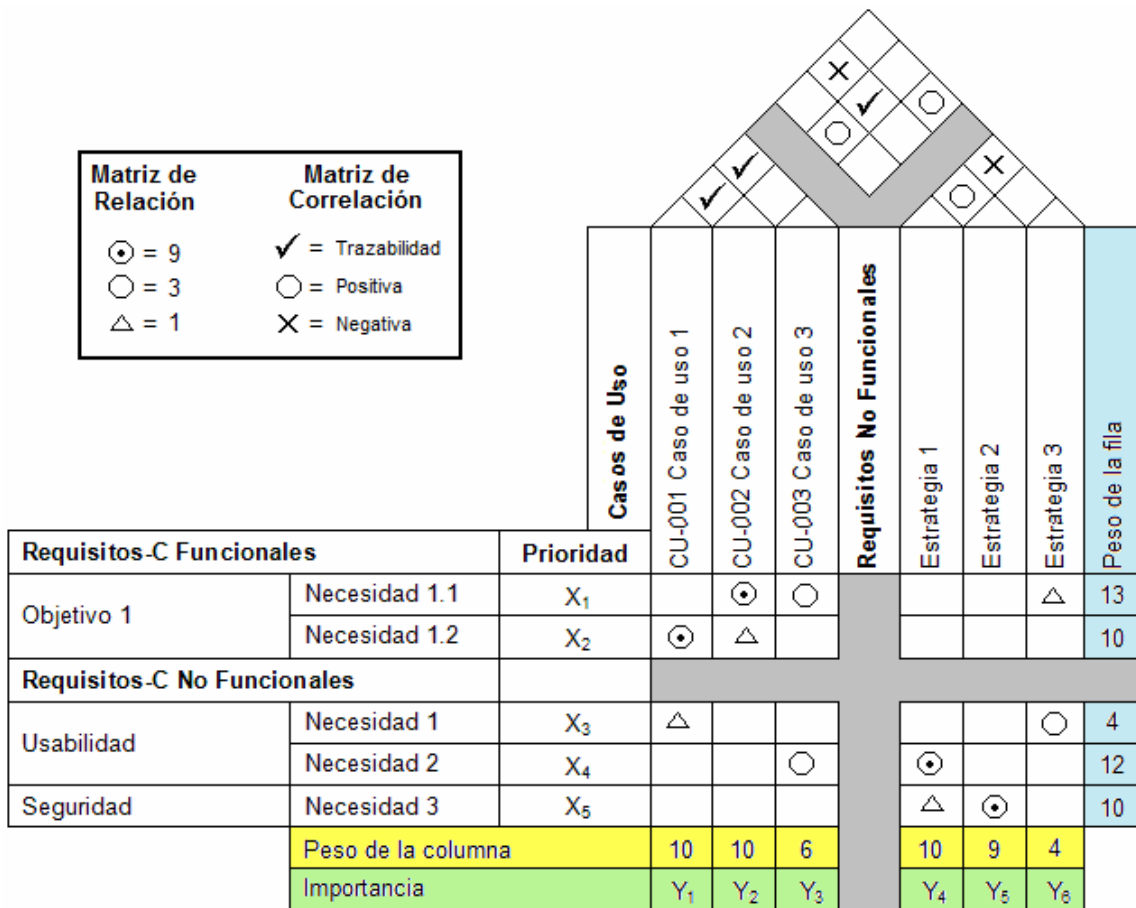 Matriz de Relación
Matriz de Correlación
= 9
= Trazabilidad
= 3
= Positiva
= 1
= Negativa
Casos de Uso
CU-001 Caso de uso 1
CU-002 Caso de uso 2
CU-003 Caso de uso 3
Requisitos No Funcionales
Estrategia 1
Estrategia 2
Estrategia 3
Peso de la fila
Requisitos-C Funcionales Prioridad
Objetivo 1
Necesidad 1.1 X₁ 13
Necesidad 1.2 X₂ 10
Requisitos-C No Funcionales
Usabilidad
Necesidad 1 X₃ 4
Necesidad 2 X₄ 12
Seguridad Necesidad 3 X₅ 10
Peso de la columna 10 10 6 10 9 4
Importancia Y₁ Y₂ Y₃ Y₄ Y₅ Y₆